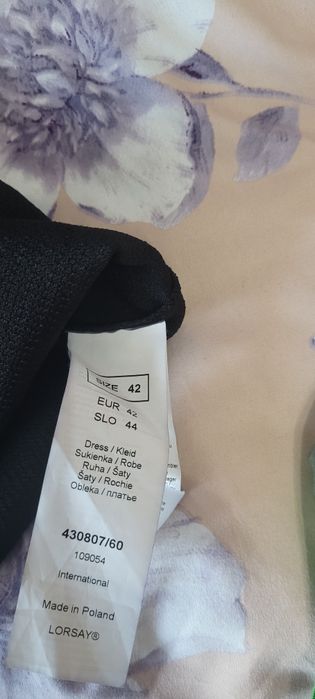 SIZE 42
EUR 42
SLO 44
Dress / Kleid
Sukienka / Robe
Ruha / Šaty
Šaty / Rochie
Obleka / платье
430807/60
109054
International
Made in Poland
LORSAY®